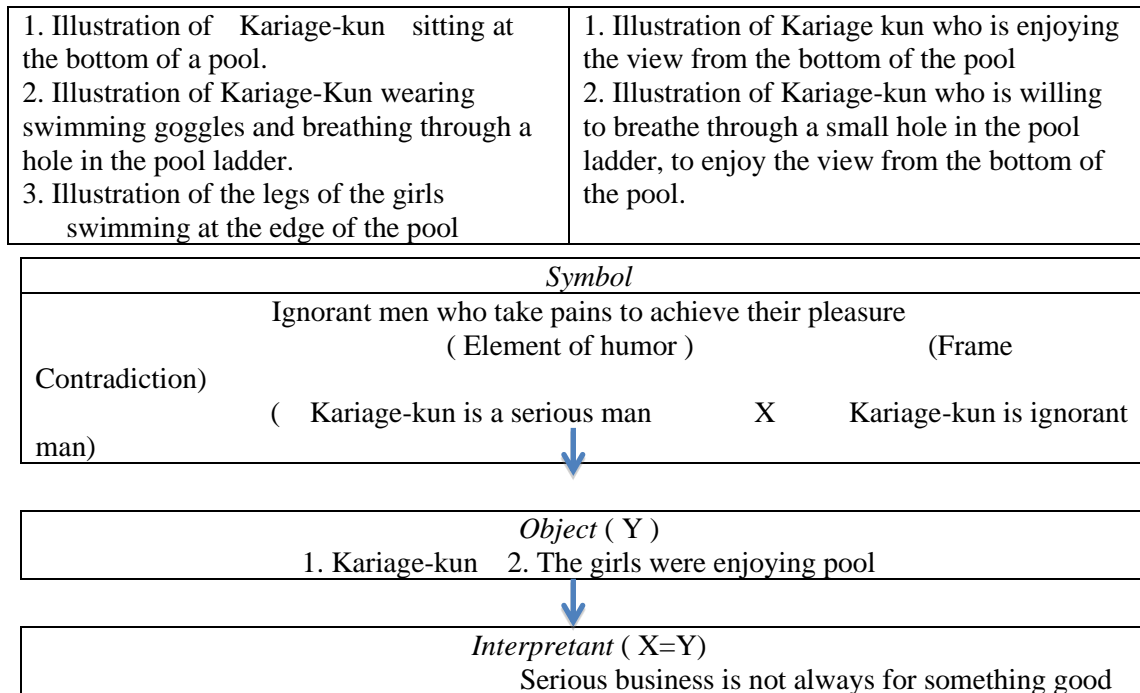 1. Illustration of Kariage-kun sitting at
the bottom of a pool.
2. Illustration of Kariage-Kun wearing
swimming goggles and breathing through a
hole in the pool ladder.
3. Illustration of the legs of the girls
swimming at the edge of the pool
1. Illustration of Kariage kun who is enjoying
the view from the bottom of the pool
2. Illustration of Kariage-kun who is willing
to breathe through a small hole in the pool
ladder, to enjoy the view from the bottom of
the pool.
Symbol
Ignorant men who take pains to achieve their pleasure
( Element of humor ) (Frame
Contradiction)
( Kariage-kun is a serious man X Kariage-kun is ignorant
man)
Object ( Y )
1. Kariage-kun 2. The girls were enjoying pool
Interpretant ( X=Y)
Serious business is not always for something good